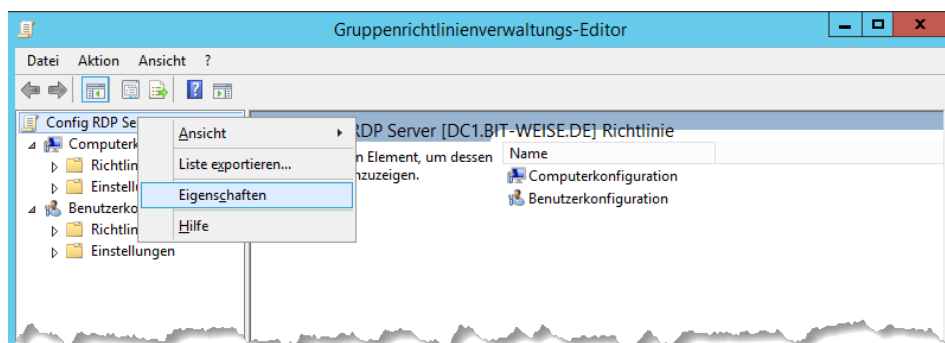 Gruppenrichtlinienverwaltungs-Editor
Datei Aktion Ansicht ?
Config RDP Se
Computerk
Richtlin
Einstell
Benutzerko
Richtlin
Einstellungen
Ansicht
Liste exportieren...
Eigenschaften
Hilfe
RDP Server [DC1.BIT-WEISE.DE] Richtlinie
n Element, um dessen
nzuzeigen.
Name
Computerkonfiguration
Benutzerkonfiguration